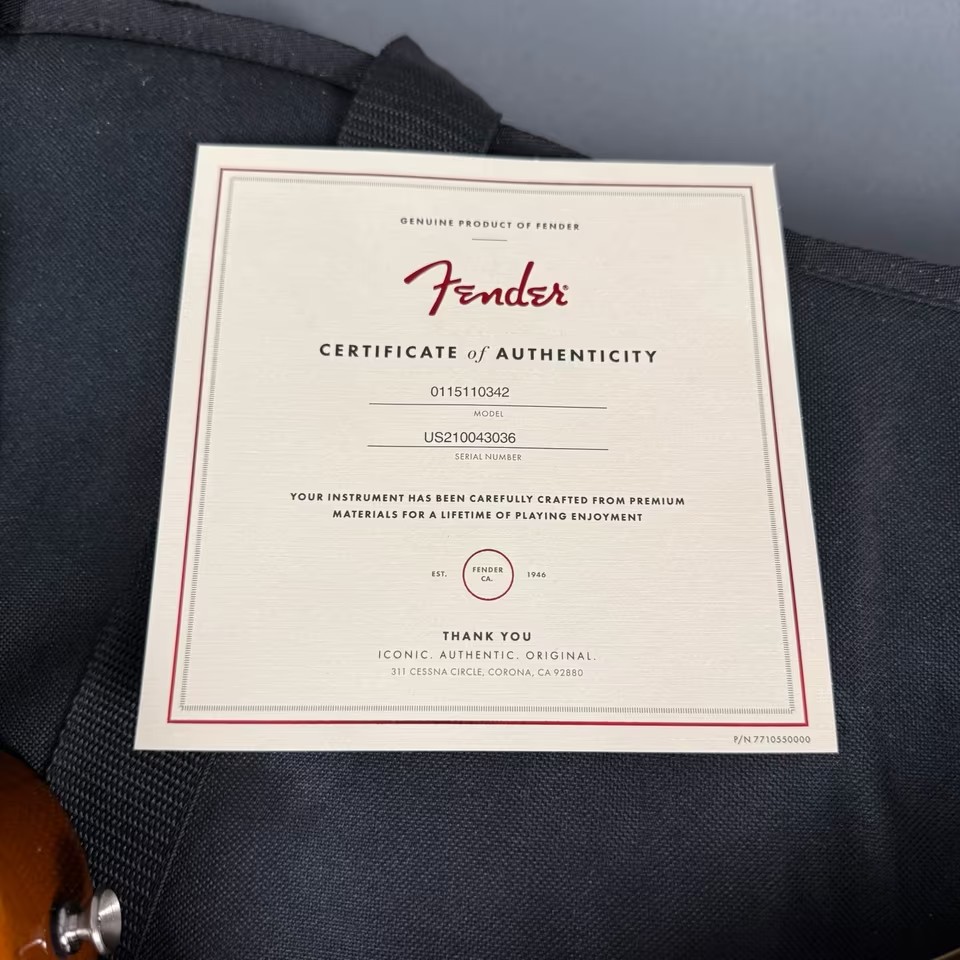 GENUINE PRODUCT OF FENDER
Fender®
CERTIFICATE of AUTHENTICITY
0115110342
MODEL
US210043036
SERIAL NUMBER
YOUR INSTRUMENT HAS BEEN CAREFULLY CRAFTED FROM PREMIUM
MATERIALS FOR A LIFETIME OF PLAYING ENJOYMENT
EST. FENDER CA. 1946
THANK YOU
ICONIC. AUTHENTIC. ORIGINAL.
311 CESSNA CIRCLE, CORONA, CA 92880
P/N 7710550000